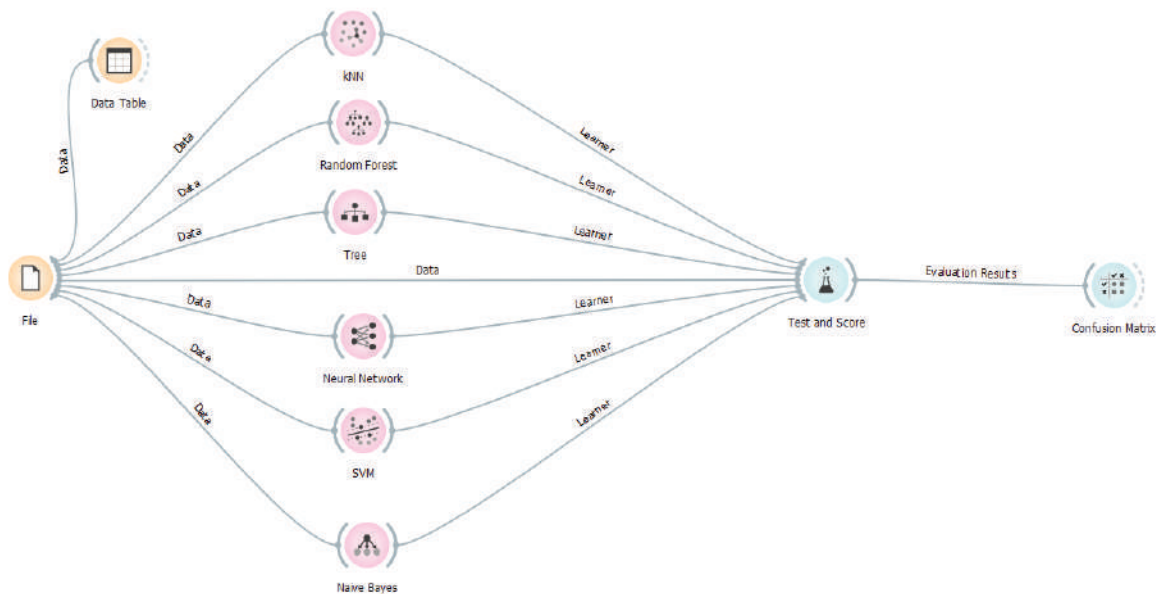 kNN
Data Table
Learner
Data
Data
Random Forest
Learner
Data
Tree
Data
Learner
Data
Evaluation Results
File
Data
Learner
Test and Score
Confusion Matrix
Neural Network
Data
Learner
SVM
Data
Learner
Naive Bayes